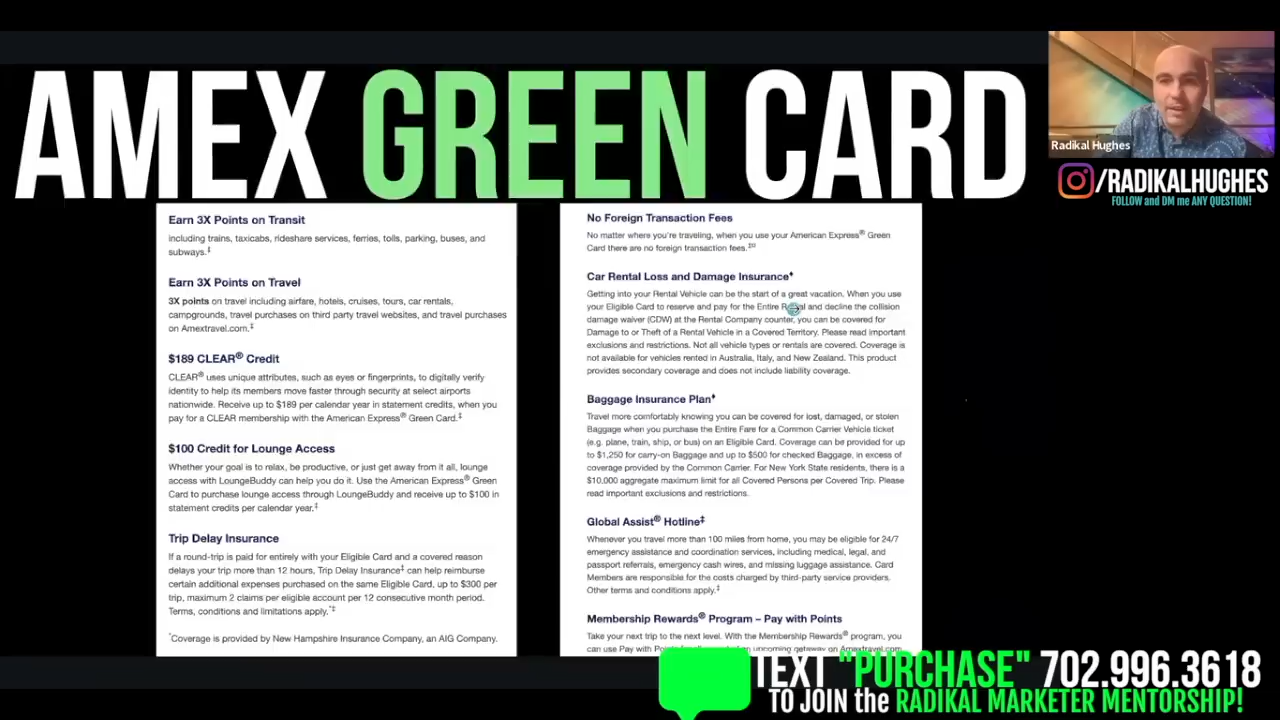 AMEX GREEN CARD
Radikal Hughes
/RADIKALHUGHES
FOLLOW and DM me ANY QUESTION!
Earn 3X Points on Transit
including trains, taxicabs, rideshare services, ferries, tolls, parking, buses, and
subways.‡
Earn 3X Points on Travel
3X points on travel including airfare, hotels, cruises, tours, car rentals,
campgrounds, travel purchases on third party travel websites, and travel purchases
on Amextravel.com.‡
$189 CLEAR® Credit
CLEAR® uses unique attributes, such as eyes or fingerprints, to digitally verify
identity to help its members move faster through security at select airports
nationwide. Receive up to $189 per calendar year in statement credits, when you
pay for a CLEAR membership with the American Express® Green Card.‡
$100 Credit for Lounge Access
Whether your goal is to relax, be productive, or just get away from it all, lounge
access with LoungeBuddy can help you do it. Use the American Express® Green
Card to purchase lounge access through LoungeBuddy and receive up to $100 in
statement credits per calendar year.‡
Trip Delay Insurance
If a round-trip is paid for entirely with your Eligible Card and a covered reason
delays your trip more than 12 hours, Trip Delay Insurance‡ can help reimburse
certain additional expenses purchased on the same Eligible Card, up to $300 per
trip, maximum 2 claims per eligible account per 12 consecutive month period.
Terms, conditions and limitations apply.*‡
*Coverage is provided by New Hampshire Insurance Company, an AIG Company.
No Foreign Transaction Fees
No matter where you're traveling, when you use your American Express® Green
Card there are no foreign transaction fees.‡¤
Car Rental Loss and Damage Insurance♦
Getting into your Rental Vehicle can be the start of a great vacation. When you use
your Eligible Card to reserve and pay for the Entire Rental and decline the collision
damage waiver (CDW) at the Rental Company counter, you can be covered for
Damage to or Theft of a Rental Vehicle in a Covered Territory. Please read important
exclusions and restrictions. Not all vehicle types or rentals are covered. Coverage is
not available for vehicles rented in Australia, Italy, and New Zealand. This product
provides secondary coverage and does not include liability coverage.
Baggage Insurance Plan♦
Travel more comfortably knowing you can be covered for lost, damaged, or stolen
Baggage when you purchase the Entire Fare for a Common Carrier Vehicle ticket
(e.g. plane, train, ship, or bus) on an Eligible Card. Coverage can be provided for up
to $1,250 for carry-on Baggage and up to $500 for checked Baggage, in excess of
coverage provided by the Common Carrier. For New York State residents, there is a
$10,000 aggregate maximum limit for all Covered Persons per Covered Trip. Please
read important exclusions and restrictions.
Global Assist® Hotline‡
Whenever you travel more than 100 miles from home, you may be eligible for 24/7
emergency assistance and coordination services, including medical, legal, and
passport referrals, emergency cash wires, and missing luggage assistance. Card
Members are responsible for the costs charged by third-party service providers.
Other terms and conditions apply.‡
Membership Rewards® Program – Pay with Points
Take your next trip to the next level. With the Membership Rewards® program, you
can use Pay with Points upcoming getaway on Amextravel.com
TEXT "PURCHASE" 702.996.3618
TO JOIN the RADIKAL MARKETER MENTORSHIP!